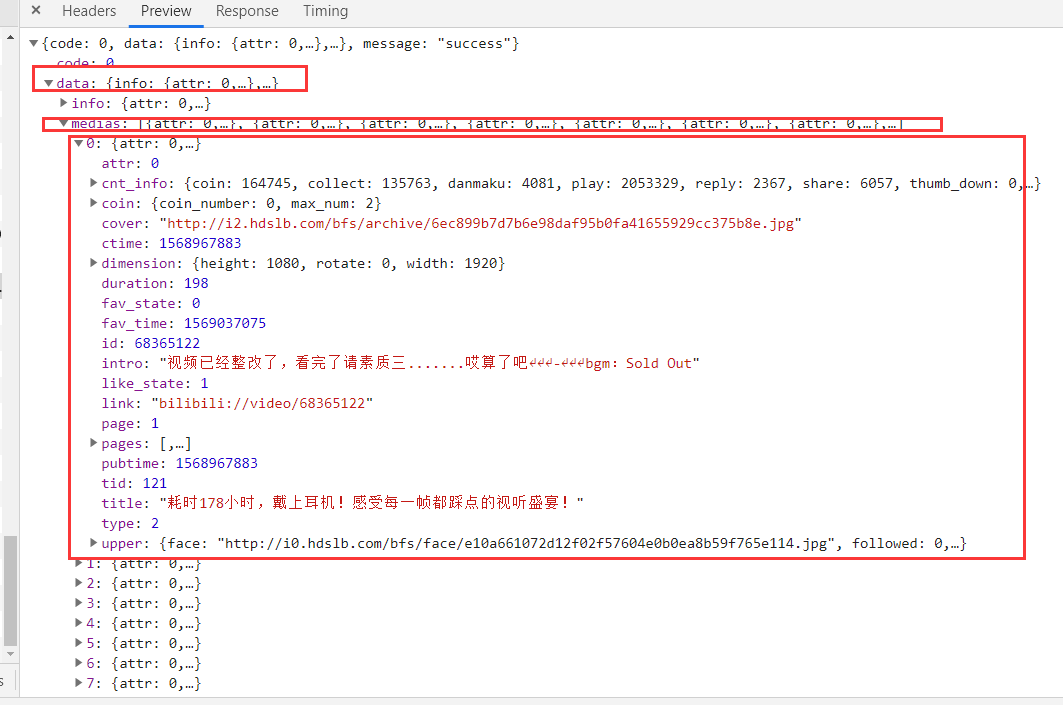 × Headers Preview Response Timing
▼{code: 0, data: {info: {attr: 0,…},…}, message: "success"}
code: 0
▼data: {info: {attr: 0,…},…}
▶info: {attr: 0,…}
▼medias: [{attr: 0,…}, {attr: 0,…}, {attr: 0,…}, {attr: 0,…}, {attr: 0,…}, {attr: 0,…}, {attr: 0,…},…]
▼0: {attr: 0,…}
attr: 0
▶cnt_info: {coin: 164745, collect: 135763, danmaku: 4081, play: 2053329, reply: 2367, share: 6057, thumb_down: 0,…}
▶coin: {coin_number: 0, max_num: 2}
cover: "http://i2.hdslb.com/bfs/archive/6ec899b7d7b6e98daf95b0fa41655929cc375b8e.jpg"
ctime: 1568967883
▶dimension: {height: 1080, rotate: 0, width: 1920}
duration: 198
fav_state: 0
fav_time: 1569037075
id: 68365122
intro: "视频已经整改了，看完了请素质三.......哎算了吧↵↵↵-↵↵↵bgm：Sold Out"
like_state: 1
link: "bilibili://video/68365122"
page: 1
▶pages: [,…]
pubtime: 1568967883
tid: 121
title: "耗时178小时，戴上耳机！感受每一帧都踩点的视听盛宴！"
type: 2
▶upper: {face: "http://i0.hdslb.com/bfs/face/e10a661072d12f02f57604e0b0ea8b59f765e114.jpg", followed: 0,…}
▶1: {attr: 0,…}
▶2: {attr: 0,…}
▶3: {attr: 0,…}
▶4: {attr: 0,…}
▶5: {attr: 0,…}
▶6: {attr: 0,…}
▶7: {attr: 0,…}